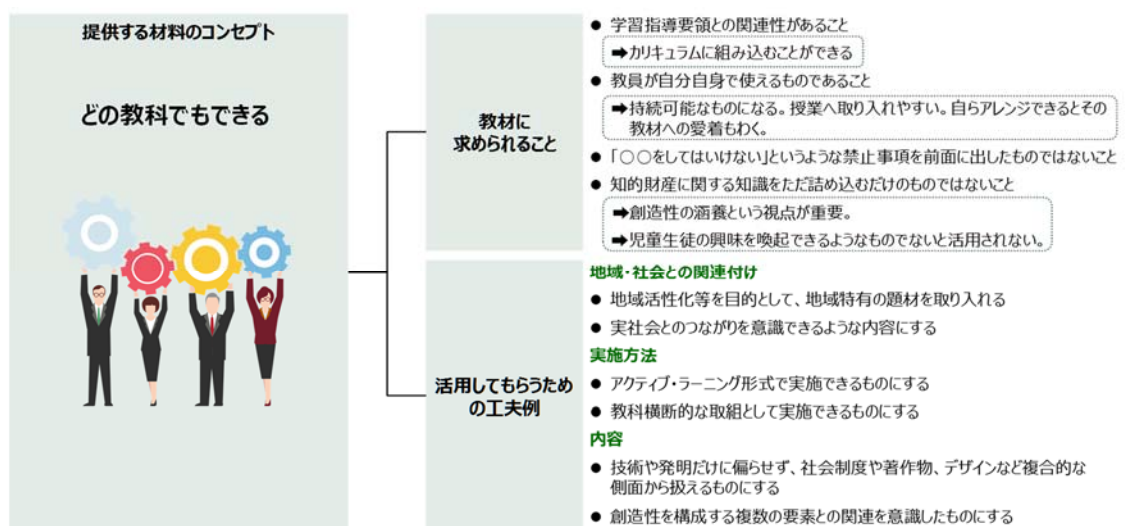 提供する材料のコンセプト
どの教科でもできる
教材に
求められること
● 学習指導要領との関連性があること
➡カリキュラムに組み込むことができる
● 教員が自分自身で使えるものであること
➡持続可能なものになる。授業へ取り入れやすい。自らアレンジできるとその
教材への愛着もわく。
● 「○○をしてはいけない」というような禁止事項を前面に出したものではないこと
● 知的財産に関する知識をただ詰め込むだけのものではないこと
➡創造性の涵養という視点が重要。
➡児童生徒の興味を喚起できるようなものでないと活用されない。
活用してもらうため
の工夫例
地域・社会との関連付け
● 地域活性化等を目的として、地域特有の題材を取り入れる
● 実社会とのつながりを意識できるような内容にする
実施方法
● アクティブ・ラーニング形式で実施できるものにする
● 教科横断的な取組として実施できるものにする
内容
● 技術や発明だけに偏らせず、社会制度や著作物、デザインなど複合的な
側面から扱えるものにする
● 創造性を構成する複数の要素との関連を意識したものにする